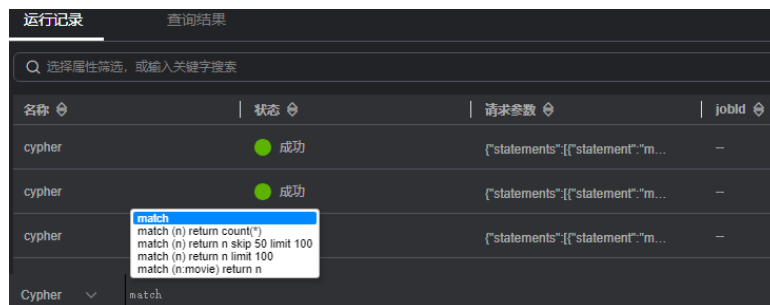 运行记录 查询结果
选择属性筛选，或输入关键字搜索
名称 状态 请求参数 jobId
cypher 成功 {"statements":[{"statement":"m... --
cypher 成功 {"statements":[{"statement":"m... --
cypher {"statements":[{"statement":"m... --
match
match (n) return count(*)
match (n) return n skip 50 limit 100
match (n) return n limit 100
match (n:movie) return n
Cypher match